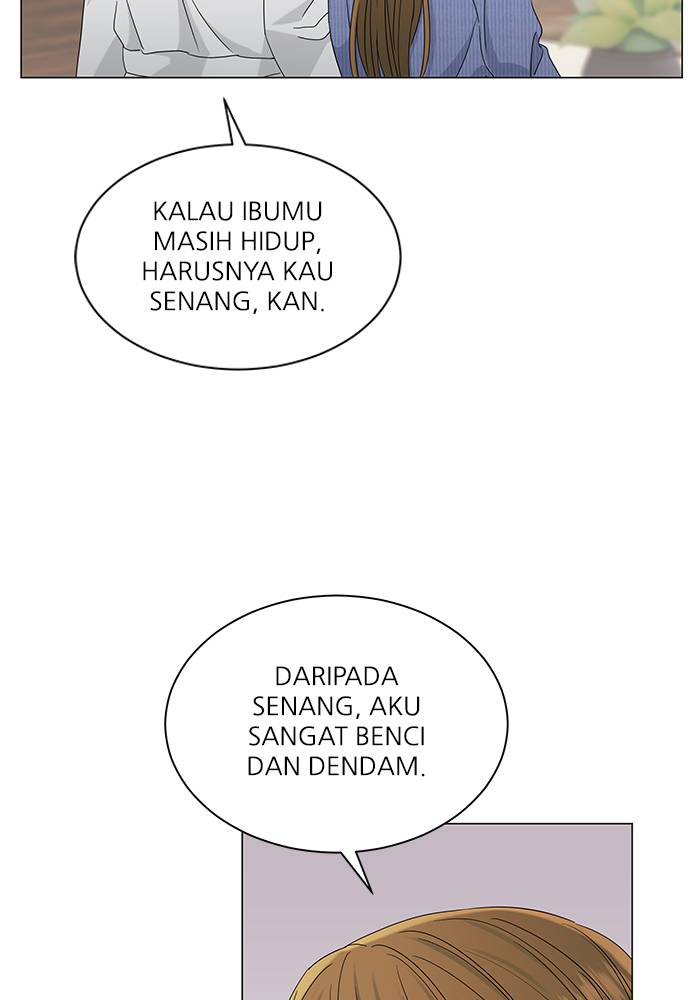 KALAU IBUMU
MASIH HIDUP,
HARUSNYA KAU
SENANG, KAN.
DARIPADA
SENANG, AKU
SANGAT BENCI
DAN DENDAM.